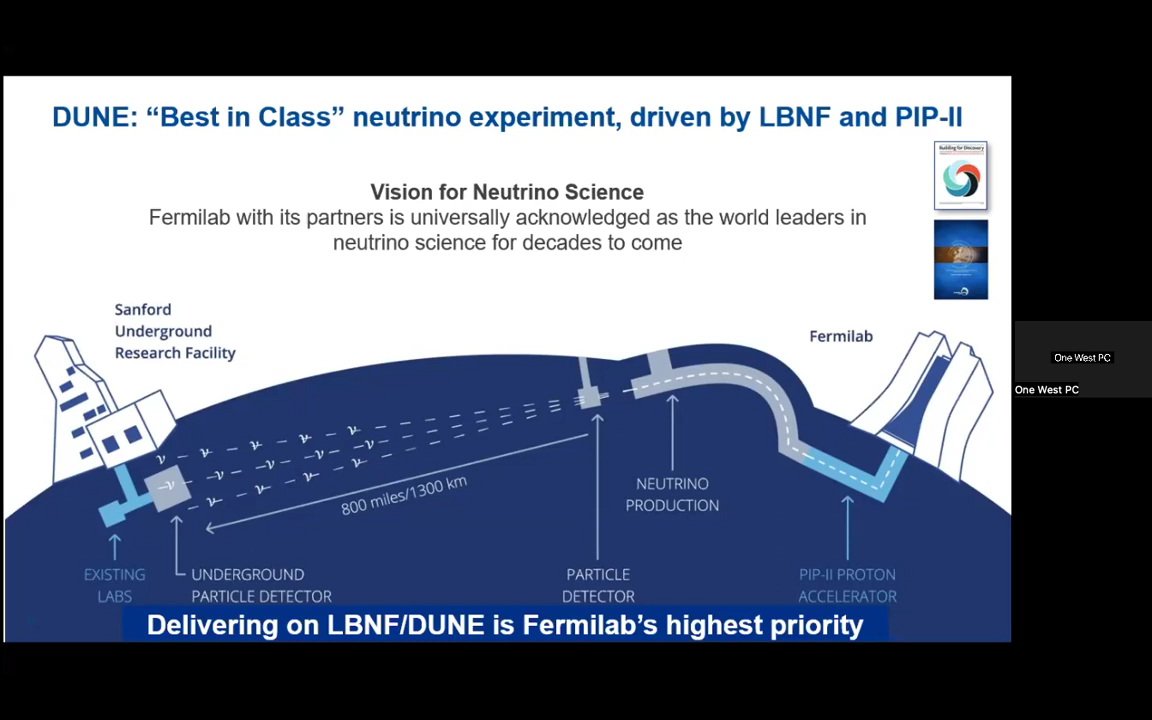 DUNE: “Best in Class” neutrino experiment, driven by LBNF and PIP-II
Building for Discovery
Vision for Neutrino Science
Fermilab with its partners is universally acknowledged as the world leaders in
neutrino science for decades to come
Sanford
Underground
Research Facility
Fermilab
800 miles/1300 km
NEUTRINO
PRODUCTION
EXISTING
LABS
UNDERGROUND
PARTICLE DETECTOR
PARTICLE
DETECTOR
PIP-II PROTON
ACCELERATOR
Delivering on LBNF/DUNE is Fermilab’s highest priority
One West PC
One West PC